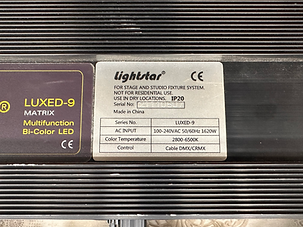 ®
LUXED-9
MATRIX
Multifunction
Bi-Color LED
CE
lightstar® CE
FOR STAGE AND STUDIO FIXTURE SYSTEM.
NOT FOR RESIDENTIAL USE.
USE IN DRY LOCATIONS. IP20
Serial No:
Made in China
Series No. LUXED-9
AC INPUT 100-240V/AC 50/60Hz 1620W
Color Temperature 2800-6500K
Control Cable DMX/CRMX